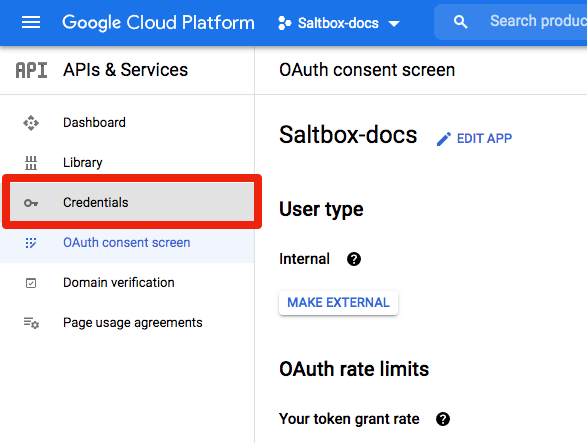 Google Cloud Platform Saltbox-docs Search produc
API APIs & Services
OAuth consent screen
Dashboard
Library
Credentials
OAuth consent screen
Domain verification
Page usage agreements
Saltbox-docs EDIT APP
User type
Internal
MAKE EXTERNAL
OAuth rate limits
Your token grant rate